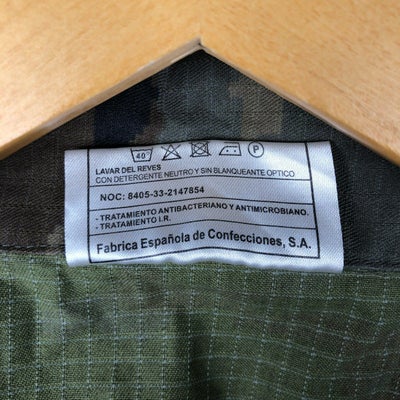 40°
P
LAVAR DEL REVES
CON DETERGENTE NEUTRO Y SIN BLANQUEANTE OPTICO
NOC: 8405-33-2147854
- TRATAMIENTO ANTIBACTERIANO Y ANTIMICROBIANO.
- TRATAMIENTO I.R.
Fabrica Española de Confecciones, S.A.